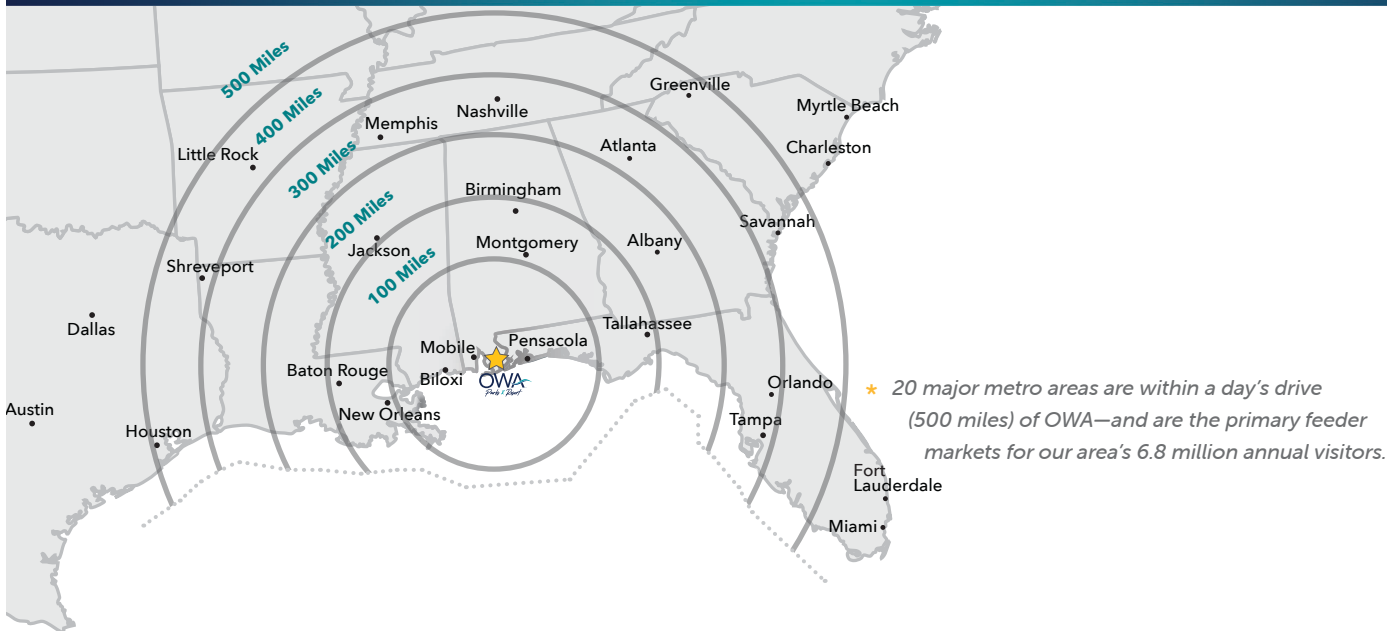 500 Miles
400 Miles
300 Miles
200 Miles
100 Miles
Greenville
Myrtle Beach
Nashville
Memphis
Charleston
Little Rock
Atlanta
Birmingham
Savannah
Montgomery
Albany
Jackson
Shreveport
Dallas
Tallahassee
Pensacola
Mobile
Baton Rouge
Biloxi
OWA
Parks & Resort
New Orleans
Orlando
Tampa
Austin
Houston
* 20 major metro areas are within a day's drive
(500 miles) of OWA—and are the primary feeder
markets for our area's 6.8 million annual visitors.
Fort
Lauderdale
Miami